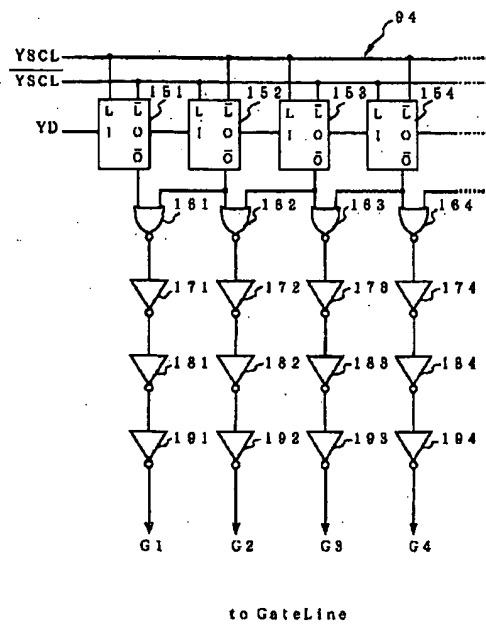 94
YSCL
Y̅S̅C̅L̅
151 152 153 154
YD
L L̅ L L̅ L L̅ L L̅
I O I O I O I O
O̅ O̅ O̅ O̅
161 162 163 164
171 172 173 174
181 182 183 184
191 192 193 194
G1 G2 G3 G4
to GateLine